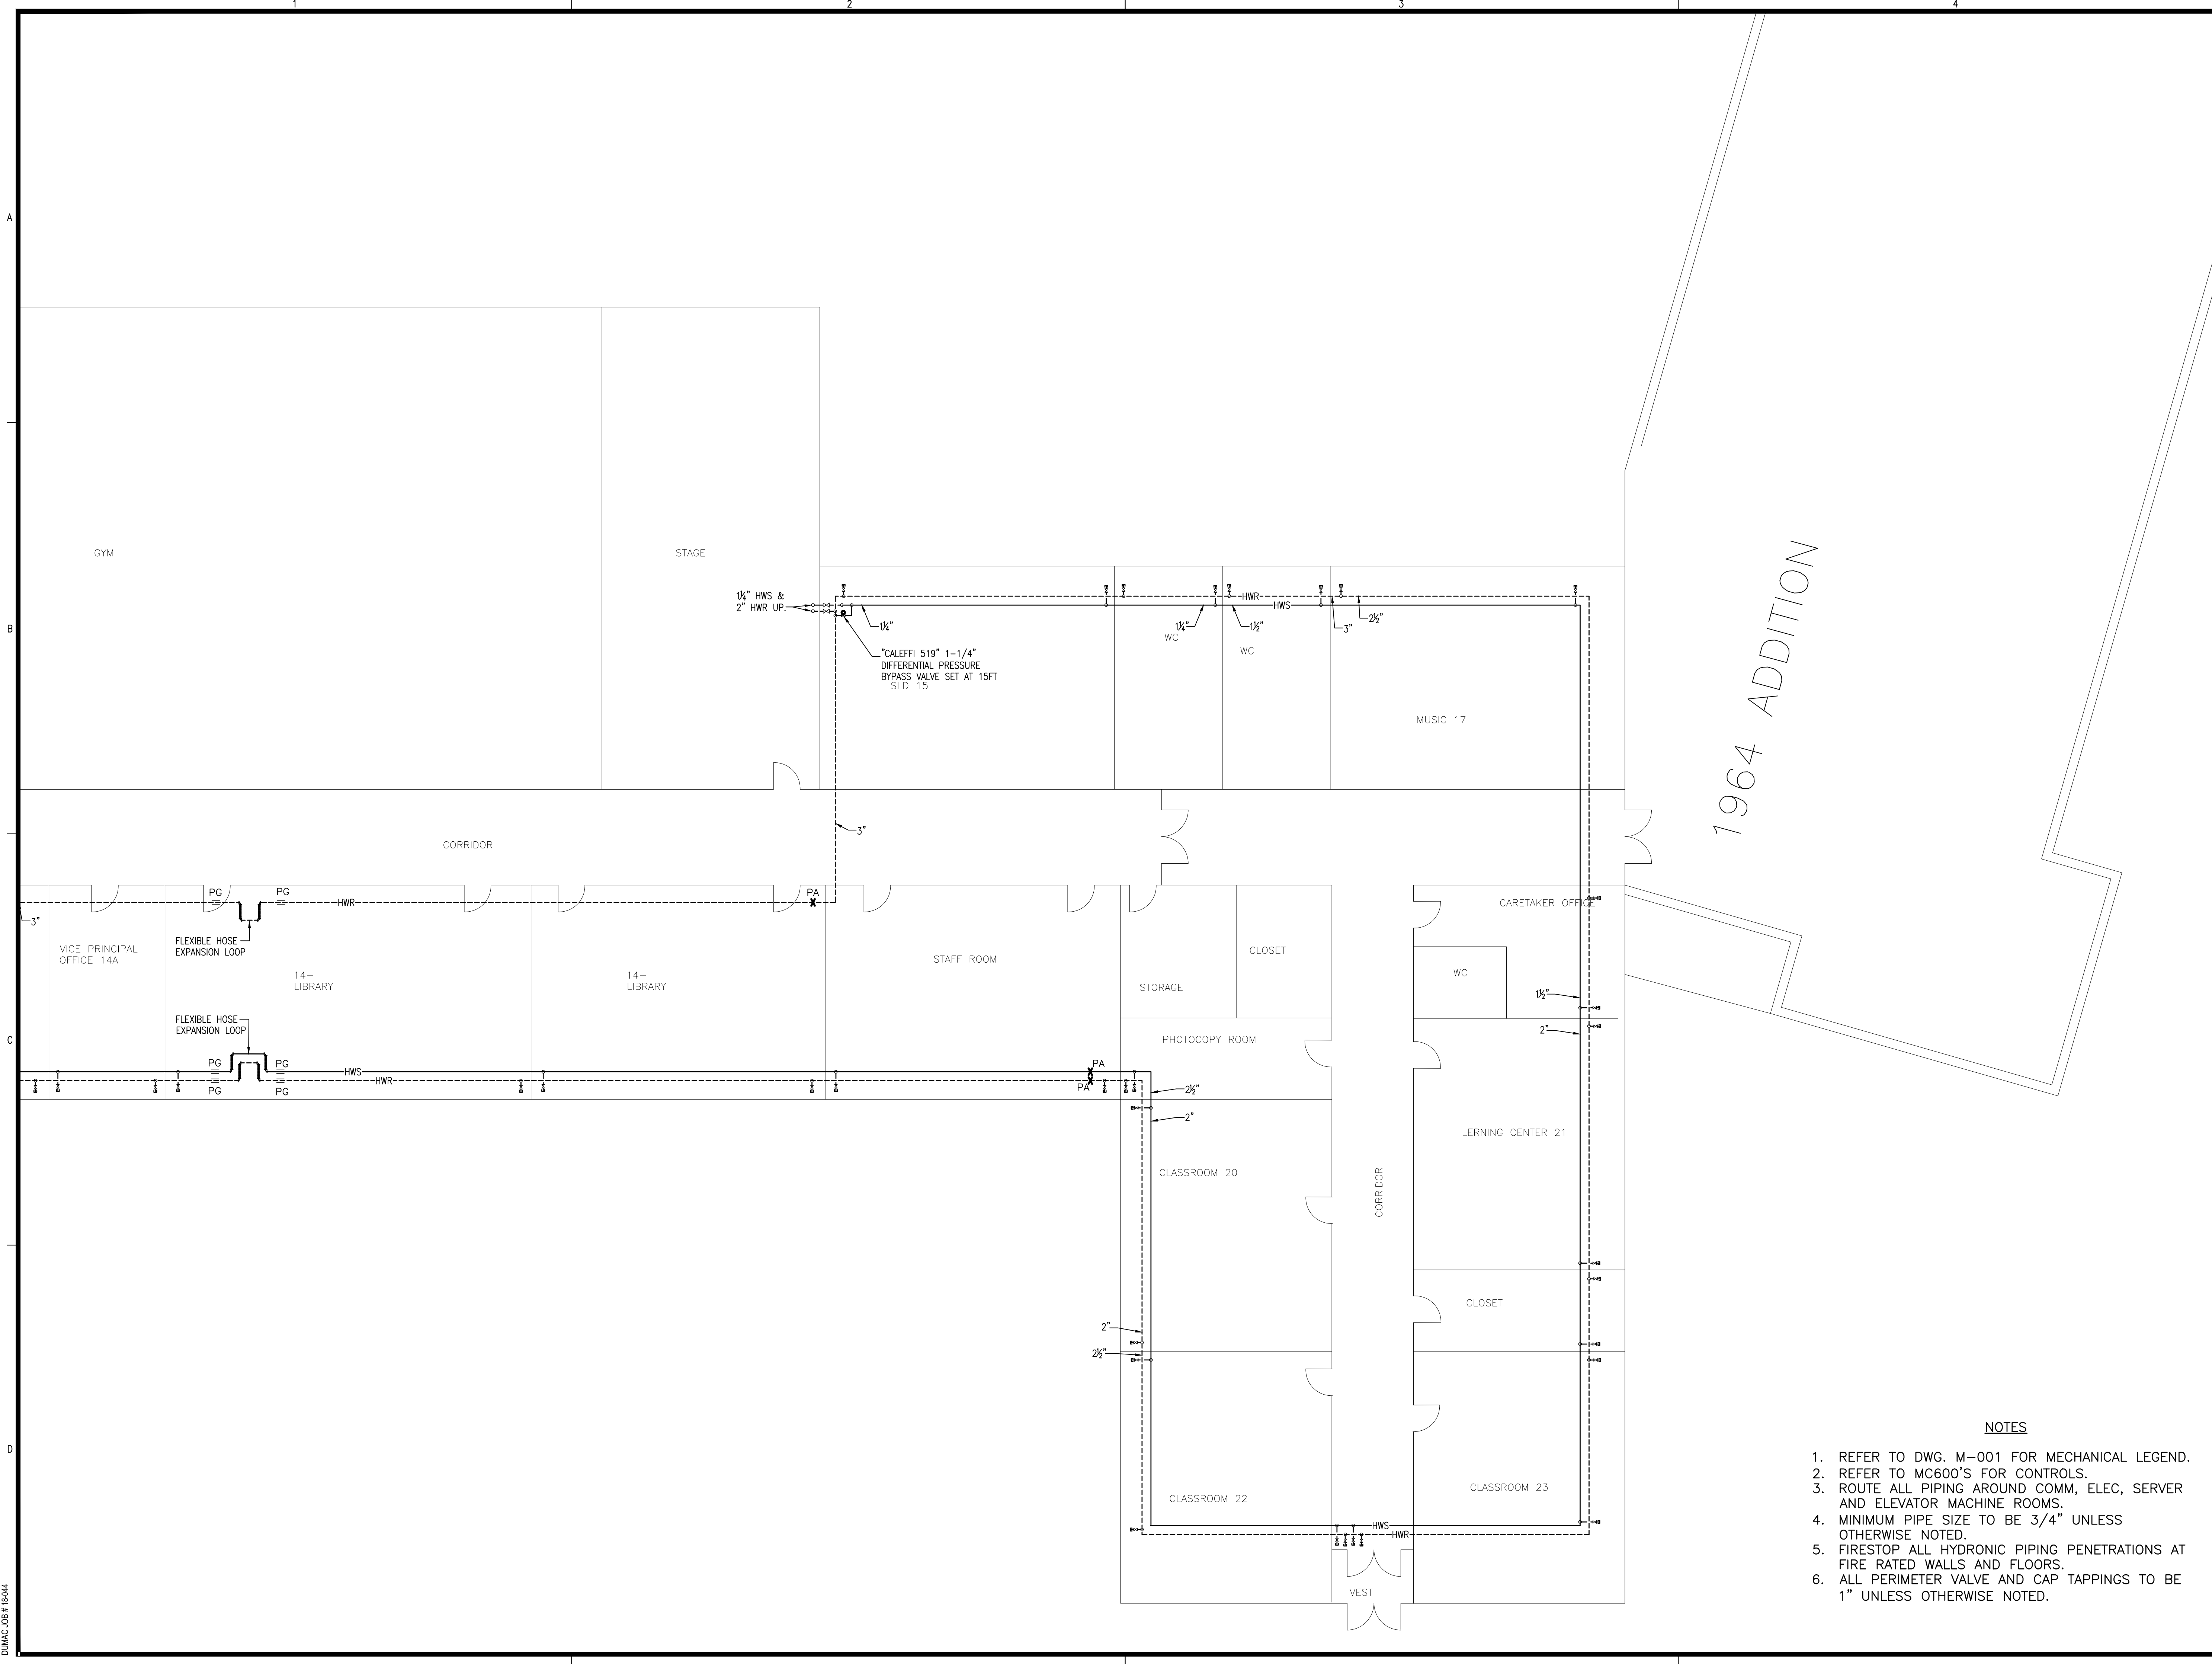 1
2
3
4
A
B
C
D
GYM
STAGE
1¼" HWS &
2" HWR UP.
1¼"
"CALEFFI 519" 1-1/4"
DIFFERENTIAL PRESSURE
BYPASS VALVE SET AT 15FT
SLD 15
HWR
HWS
1¼"
1½"
3"
2½"
WC
WC
MUSIC 17
1964 ADDITION
CORRIDOR
3"
PG
PG
HWR
PA
3"
FLEXIBLE HOSE
EXPANSION LOOP
VICE PRINCIPAL
OFFICE 14A
14-
LIBRARY
14-
LIBRARY
STAFF ROOM
STORAGE
CLOSET
CARETAKER OFFICE
WC
FLEXIBLE HOSE
EXPANSION LOOP
PG
PG
PG
PG
HWS
HWR
PA
PA
PHOTOCOPY ROOM
1½"
2"
2½"
2"
CLASSROOM 20
CORRIDOR
LERNING CENTER 21
CLOSET
2"
2½"
CLASSROOM 22
CLASSROOM 23
HWS
HWR
VEST
NOTES
1. REFER TO DWG. M-001 FOR MECHANICAL LEGEND.
2. REFER TO MC600'S FOR CONTROLS.
3. ROUTE ALL PIPING AROUND COMM, ELEC, SERVER
AND ELEVATOR MACHINE ROOMS.
4. MINIMUM PIPE SIZE TO BE 3/4" UNLESS
OTHERWISE NOTED.
5. FIRESTOP ALL HYDRONIC PIPING PENETRATIONS AT
FIRE RATED WALLS AND FLOORS.
6. ALL PERIMETER VALVE AND CAP TAPPINGS TO BE
1" UNLESS OTHERWISE NOTED.
DUMAC JOB # 18-044